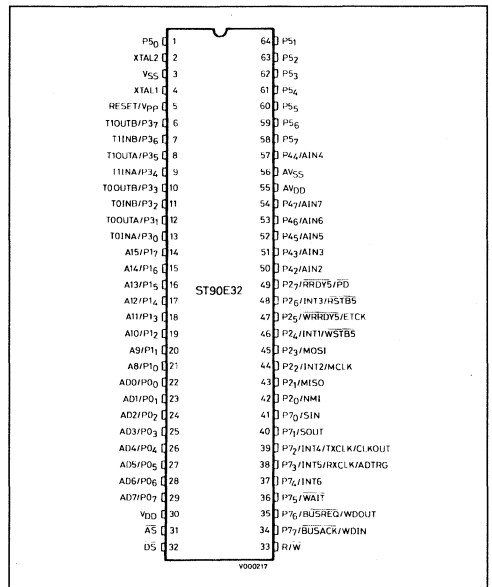 P50 1 64 P51
XTAL2 2 63 P52
VSS 3 62 P53
XTAL1 4 61 P54
RESET/VPP 5 60 P55
T1OUTB/P37 6 59 P56
T1INB/P36 7 58 P57
T1OUTA/P35 8 57 P44/AIN4
T1INA/P34 9 56 AVSS
T0OUTB/P33 10 55 AVDD
T0INB/P32 11 54 P47/AIN7
T0OUTA/P31 12 53 P46/AIN6
T0INA/P30 13 52 P45/AIN5
A15/P17 14 51 P43/AIN3
A14/P16 15 50 P42/AIN2
A13/P15 16 49 P27/RRDY5/PD
ST90E32
A12/P14 17 48 P26/INT3/RSTB5
A11/P13 18 47 P25/WRRDY5/ETCK
A10/P12 19 46 P24/INT1/WSTB5
A9/P11 20 45 P23/MOSI
A8/P10 21 44 P22/INT2/MCLK
AD0/P00 22 43 P21/MISO
AD1/P01 23 42 P20/NMI
AD2/P02 24 41 P70/SIN
AD3/P03 25 40 P71/SOUT
AD4/P04 26 39 P72/INT4/TXCLK/CLKOUT
AD5/P05 27 38 P73/INT5/RXCLK/ADTRG
AD6/P06 28 37 P74/INT6
AD7/P07 29 36 P75/WAIT
VDD 30 35 P76/BUSREQ/WDOUT
AS 31 34 P77/BUSACK/WDIN
DS 32 33 R/W
V000217